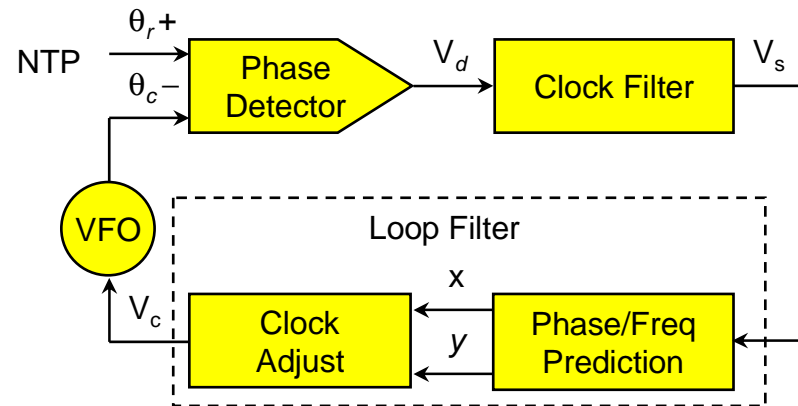 NTP
θr+
θc−
Phase
Detector
Vd
Clock Filter
Vs
VFO
Loop Filter
Vc
Clock
Adjust
x
y
Phase/Freq
Prediction